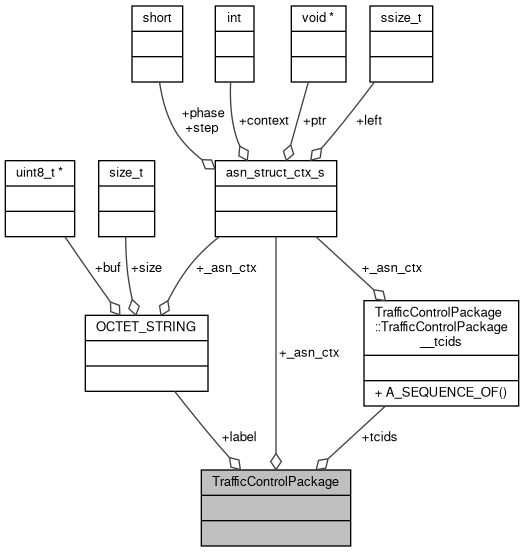 short
int
void *
ssize_t
+phase
+step
+context
+ptr
+left
uint8_t *
size_t
asn_struct_ctx_s
+buf
+size
+_asn_ctx
+_asn_ctx
OCTET_STRING
TrafficControlPackage
::TrafficControlPackage
__tcids
+ A_SEQUENCE_OF()
+_asn_ctx
+label
+tcids
TrafficControlPackage